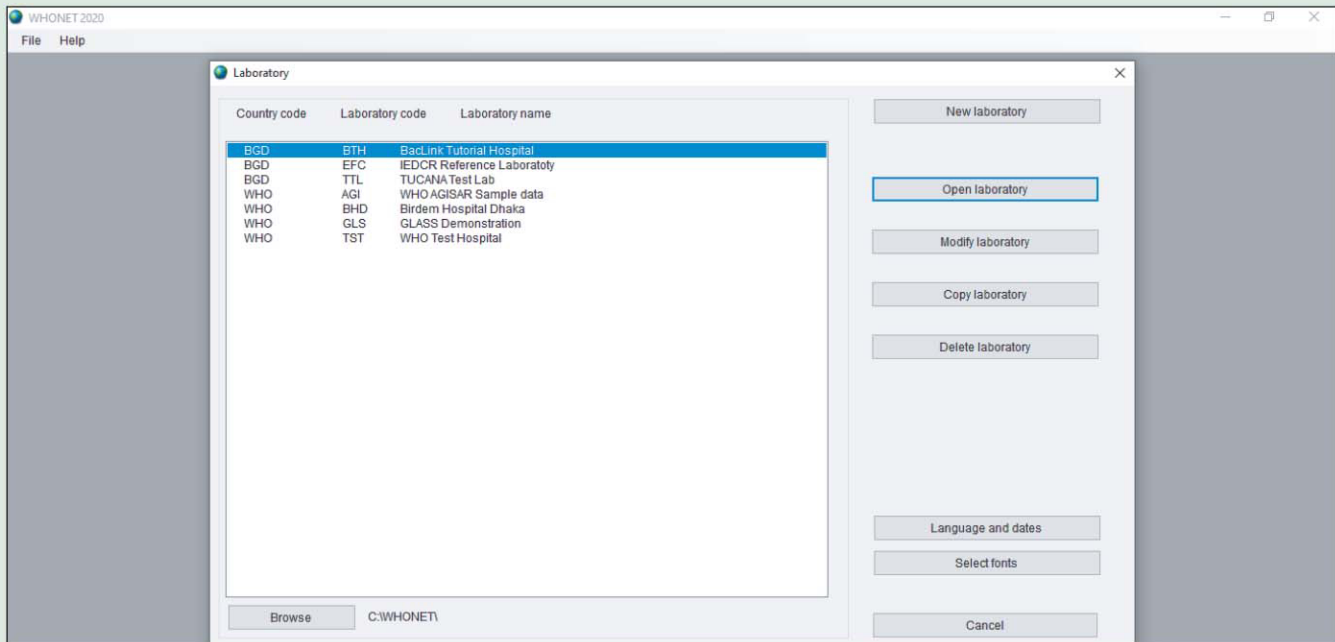 WHONET 2020
File Help
Laboratory
Country code Laboratory code Laboratory name
BGD BTH BacLink Tutorial Hospital
BGD EFC IEDCR Reference Laboratoty
BGD TTL TUCANA Test Lab
WHO AGI WHO AGISAR Sample data
WHO BHD Birdem Hospital Dhaka
WHO GLS GLASS Demonstration
WHO TST WHO Test Hospital
New laboratory
Open laboratory
Modify laboratory
Copy laboratory
Delete laboratory
Language and dates
Select fonts
Browse C:\WHONET\
Cancel